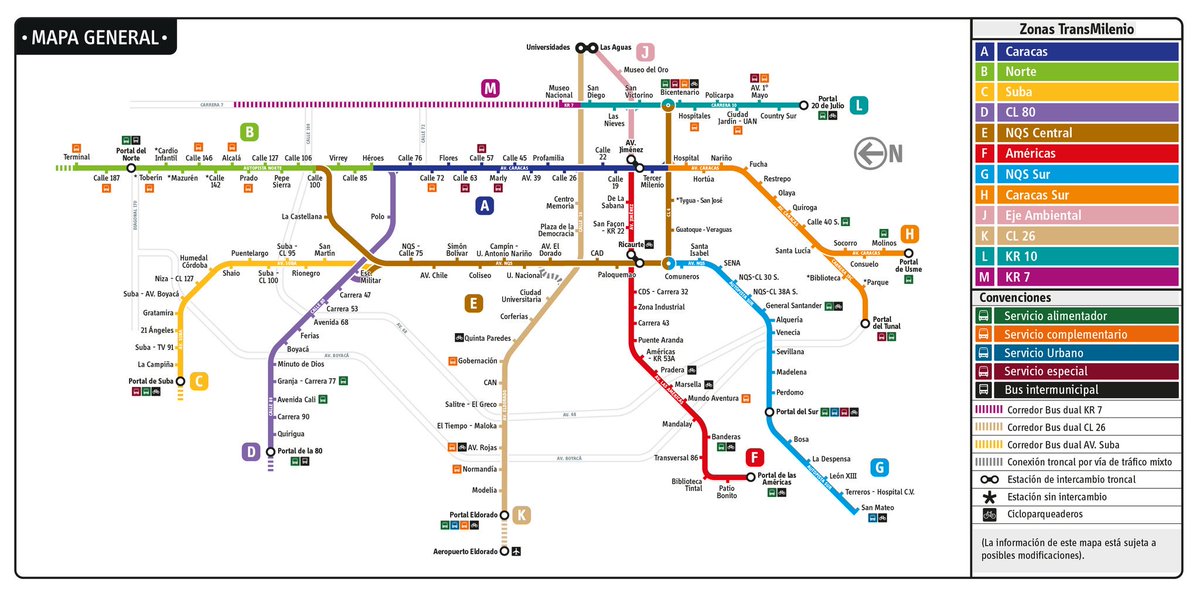 • MAPA GENERAL •
Universidades
Las Aguas
J
Museo del Oro
M
Museo
Nacional
San
Diego
San
Victorino
Bicentenario
Policarpa
AV. 1°
Mayo
Portal
20 de Julio
L
CARRERA 7
KR 7
CARRERA 10
Las
Nieves
Hospitales
Ciudad
Jardín - UAN
Country Sur
B
CALLE 100
CALLE 72
Terminal
Portal del
Norte
*Cardio
Infantil
Calle 146
Alcalá
Calle 127
Calle 106
Virrey
Héroes
Calle 76
Flores
Calle 57
Calle 45
Profamilia
Calle
22
AV.
Jiménez
Hospital
Nariño
N
AUTOPISTA NORTE
AV. CARACAS
AV. CARACAS
Calle 187
* Toberín
*Mazurén
*Calle
142
Prado
Pepe
Sierra
Calle
100
Calle 85
Calle 72
Calle 63
Marly
AV. 39
Calle 26
Calle
19
Tercer
Milenio
Hortúa
Fucha
Restrepo
Olaya
Quiroga
Calle 40 S.
Santa Lucía
Socorro
Molinos
H
Consuelo
Portal
de Usme
*Biblioteca
*Parque
Portal
del Tunal
A
DIAGONAL 170
La Castellana
Polo
Centro
Memoria
Plaza de la
Democracia
CALLE 26
De La
Sabana
San Façon
- KR 22
AV. JIMÉNEZ
Ricaurte
*Tygua - San José
Guatoque - Veraguas
CL 6
Humedal
Córdoba
Puentelargo
Suba -
CL 95
San
Martín
NQS -
Calle 75
Simón
Bolívar
Campín -
U. Antonio Nariño
AV. El
Dorado
CAD
Santa
Isabel
SENA
Niza - CL 127
Shaio
Suba -
CL 100
Rionegro
Esc.
Militar
AV. Chile
Coliseo
AV. NQS
U. Nacional
Paloquemao
Comuneros
NQS-CL 30 S.
NQS-CL 38A S.
General Santander
Alquería
Venecia
Sevillana
Madelena
Perdomo
Portal del Sur
Bosa
La Despensa
León XIII
Terreros - Hospital C.V.
San Mateo
G
Suba - AV. Boyacá
Gratamira
21 Ángeles
Suba - TV 91
La Campiña
Portal de Suba
C
Carrera 47
Carrera 53
Avenida 68
Ferias
Boyacá
Minuto de Dios
Granja - Carrera 77
Avenida Cali
Carrera 90
Quirigua
Portal de la 80
D
CALLE 80
AV. 68
AV. BOYACÁ
AV. 68
AV. BOYACÁ
E
Ciudad
Universitaria
Corferias
Quinta Paredes
Gobernación
CAN
Salitre - El Greco
El Tiempo - Maloka
AV. Rojas
Normandía
Modelia
Portal Eldorado
K
Aeropuerto Eldorado
CDS - Carrera 32
Zona Industrial
Carrera 43
Puente Aranda
Américas
- KR 53A
Pradera
Marsella
Mundo Aventura
AV. LAS AMÉRICAS
Mandalay
Banderas
Transversal 86
Biblioteca
Tintal
Patio
Bonito
Portal de las
Américas
F
Zonas TransMilenio
A Caracas
B Norte
C Suba
D CL 80
E NQS Central
F Américas
G NQS Sur
H Caracas Sur
J Eje Ambiental
K CL 26
L KR 10
M KR 7
Convenciones
Servicio alimentador
Servicio complementario
Servicio Urbano
Servicio especial
Bus intermunicipal
Corredor Bus dual KR 7
Corredor Bus dual CL 26
Corredor Bus dual AV. Suba
Conexión troncal por vía de tráfico mixto
Estación de intercambio troncal
Estación sin intercambio
Cicloparqueaderos
(La información de este mapa está sujeta a
posibles modificaciones).